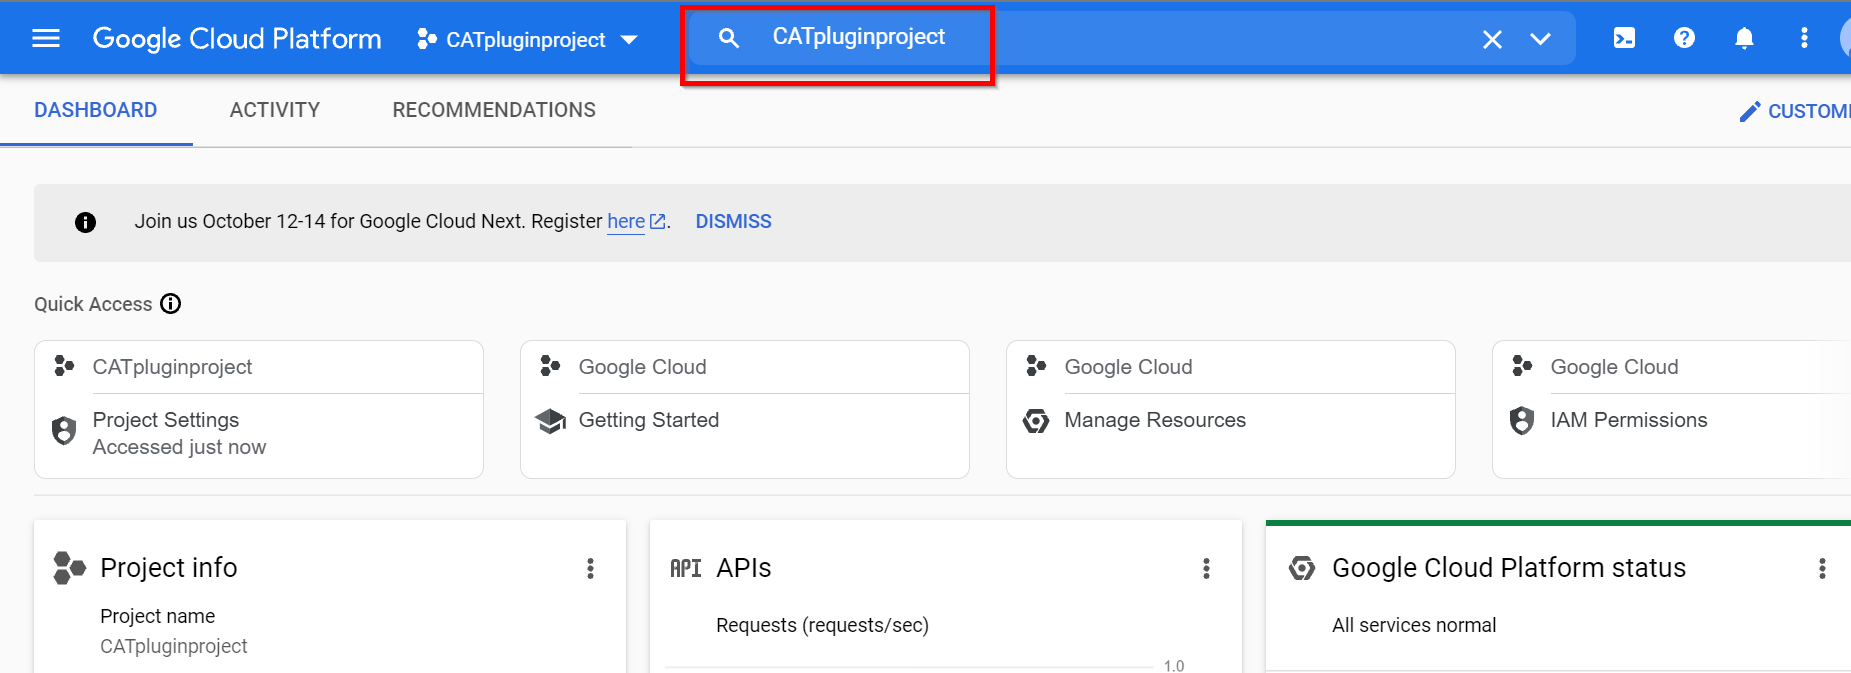 Google Cloud Platform CATpluginproject CATpluginproject
DASHBOARD ACTIVITY RECOMMENDATIONS CUSTOMI
Join us October 12-14 for Google Cloud Next. Register here. DISMISS
Quick Access
CATpluginproject
Project Settings
Accessed just now
Google Cloud
Getting Started
Google Cloud
Manage Resources
Google Cloud
IAM Permissions
Project info
Project name
CATpluginproject
API APIs
Requests (requests/sec)
1.0
Google Cloud Platform status
All services normal